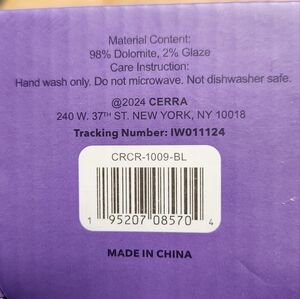 Material Content:
98% Dolomite, 2% Glaze
Care Instruction:
Hand wash only. Do not microwave. Not dishwasher safe.
@2024 CERRA
240 W. 37TH ST. NEW YORK, NY 10018
Tracking Number: IW011124
CRCR-1009-BL
1 95207 08570 4
MADE IN CHINA